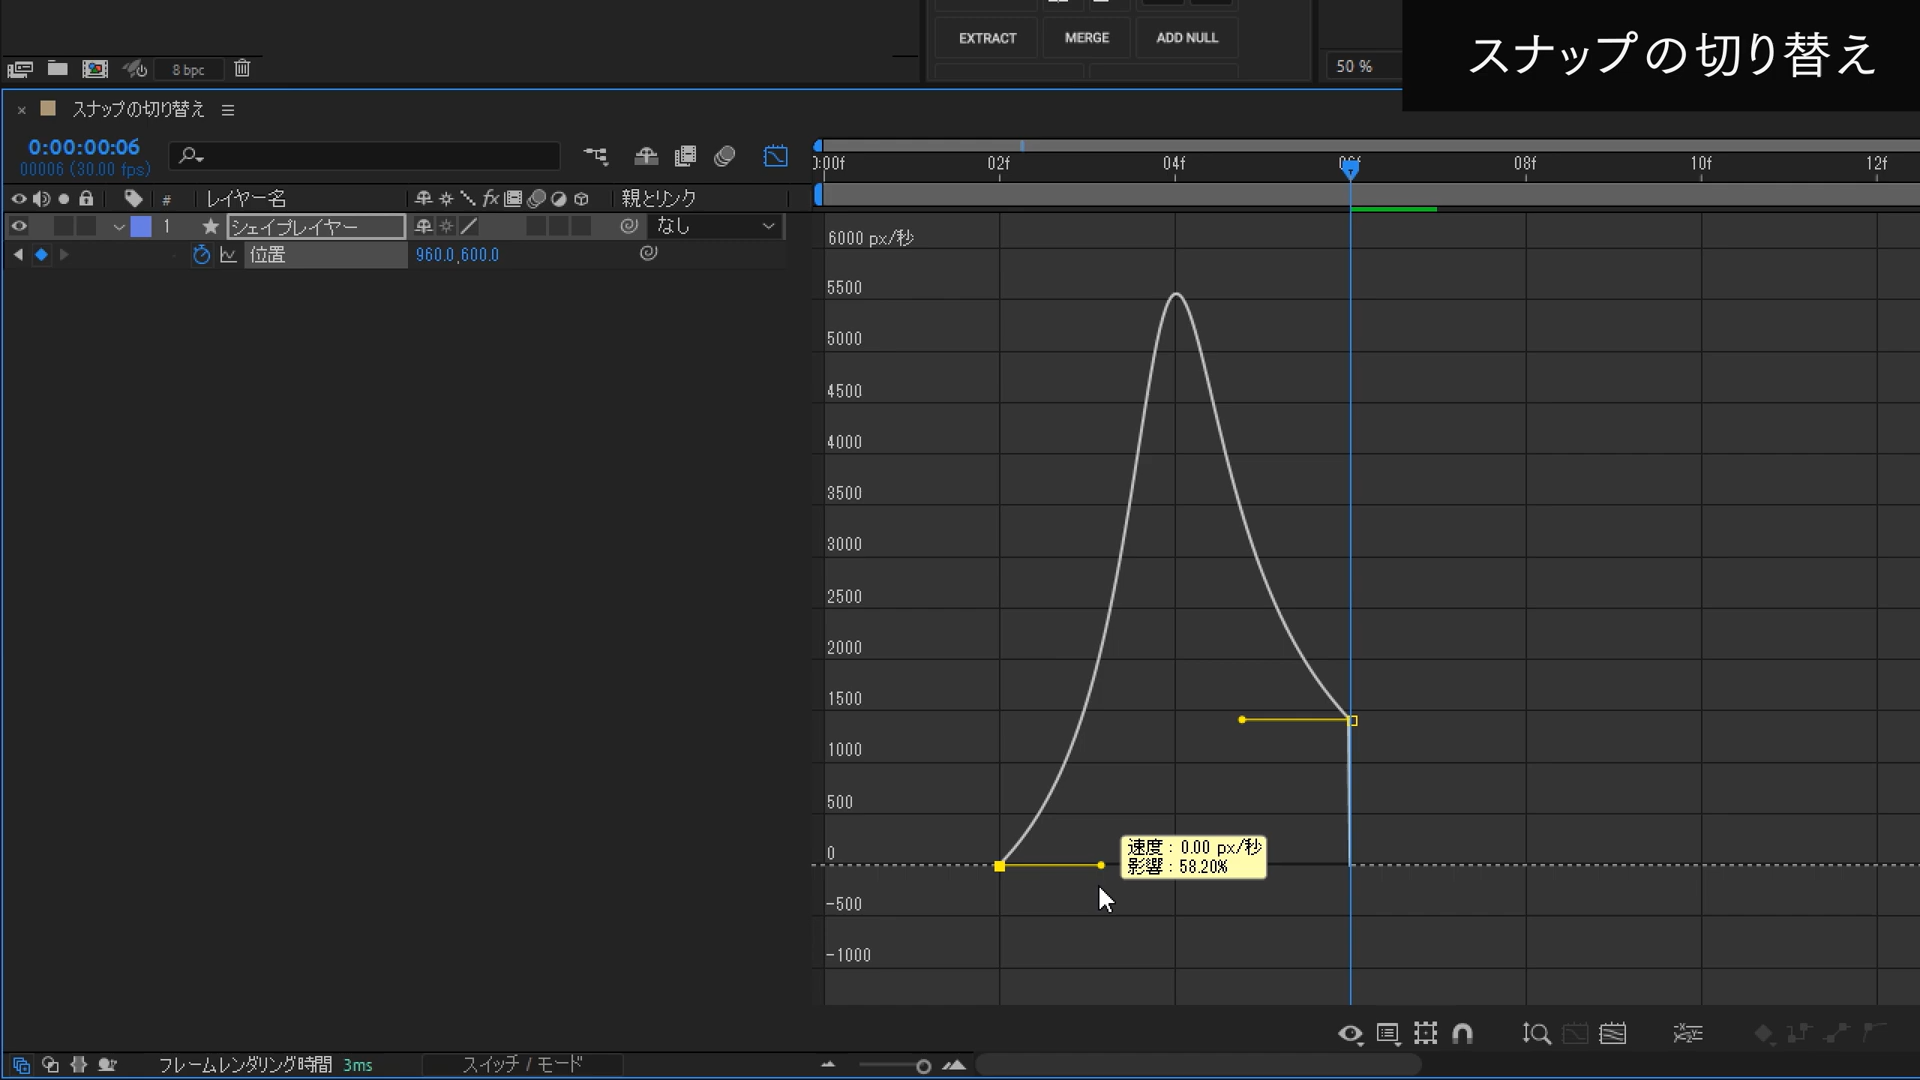 EXTRACT
MERGE
ADD NULL
50 %
スナップの切り替え
8 bpc
スナップの切り替え
0:00:00:06
00006 (30.00 fps)
0:00f
02f
04f
06f
08f
10f
12f
#
レイヤー名
fx
親とリンク
1
シェイプレイヤー
なし
位置
960.0,600.0
6000 px/秒
5500
5000
4500
4000
3500
3000
2500
2000
1500
1000
500
0
-500
-1000
速度 : 0.00 px/秒
影響 : 58.20%
フレームレンダリング時間 3ms
スイッチ / モード